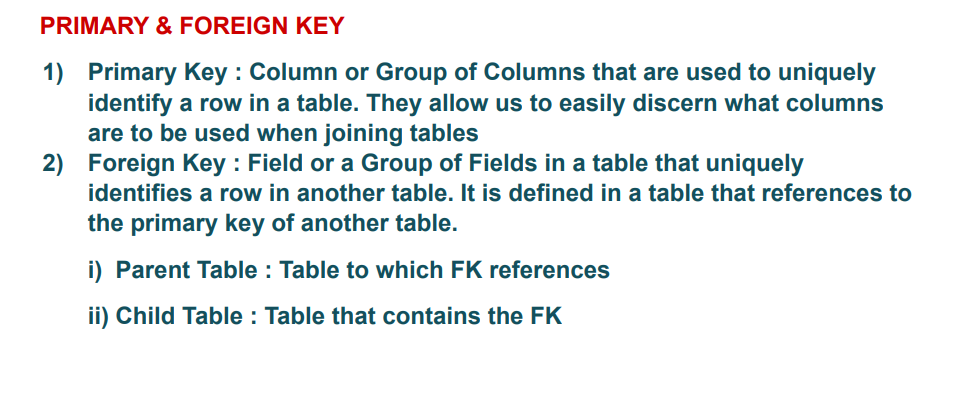 PRIMARY & FOREIGN KEY
1) Primary Key : Column or Group of Columns that are used to uniquely
identify a row in a table. They allow us to easily discern what columns
are to be used when joining tables
2) Foreign Key : Field or a Group of Fields in a table that uniquely
identifies a row in another table. It is defined in a table that references to
the primary key of another table.
i) Parent Table : Table to which FK references
ii) Child Table : Table that contains the FK